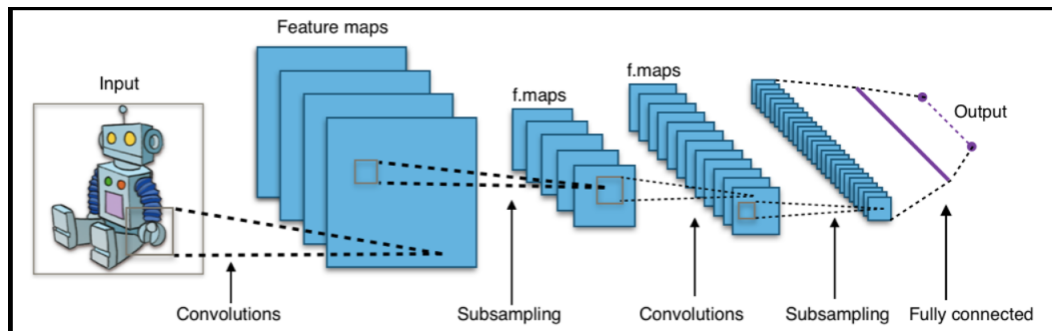 Feature maps
Input
f.maps
f.maps
Output
Convolutions
Subsampling
Convolutions
Subsampling
Fully connected